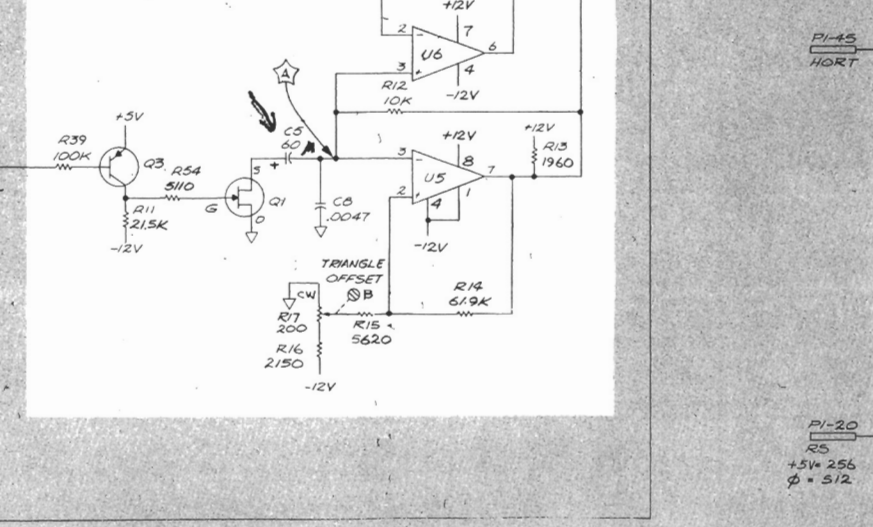 +12V
2
7
U6
6
3
4
-12V
R12
10K
A
P1-45
HORT
+5V
R39
100K
Q3
R54
5110
C5
60
+
S
G
Q1
D
R11
21.5K
-12V
C8
.0047
+12V
3
8
U5
7
2
4
1
-12V
+12V
R13
1960
TRIANGLE
OFFSET
CW
B
R17
200
R15
5620
R14
61.9K
R16
2150
-12V
P1-20
RS
+5V= 256
φ = 512